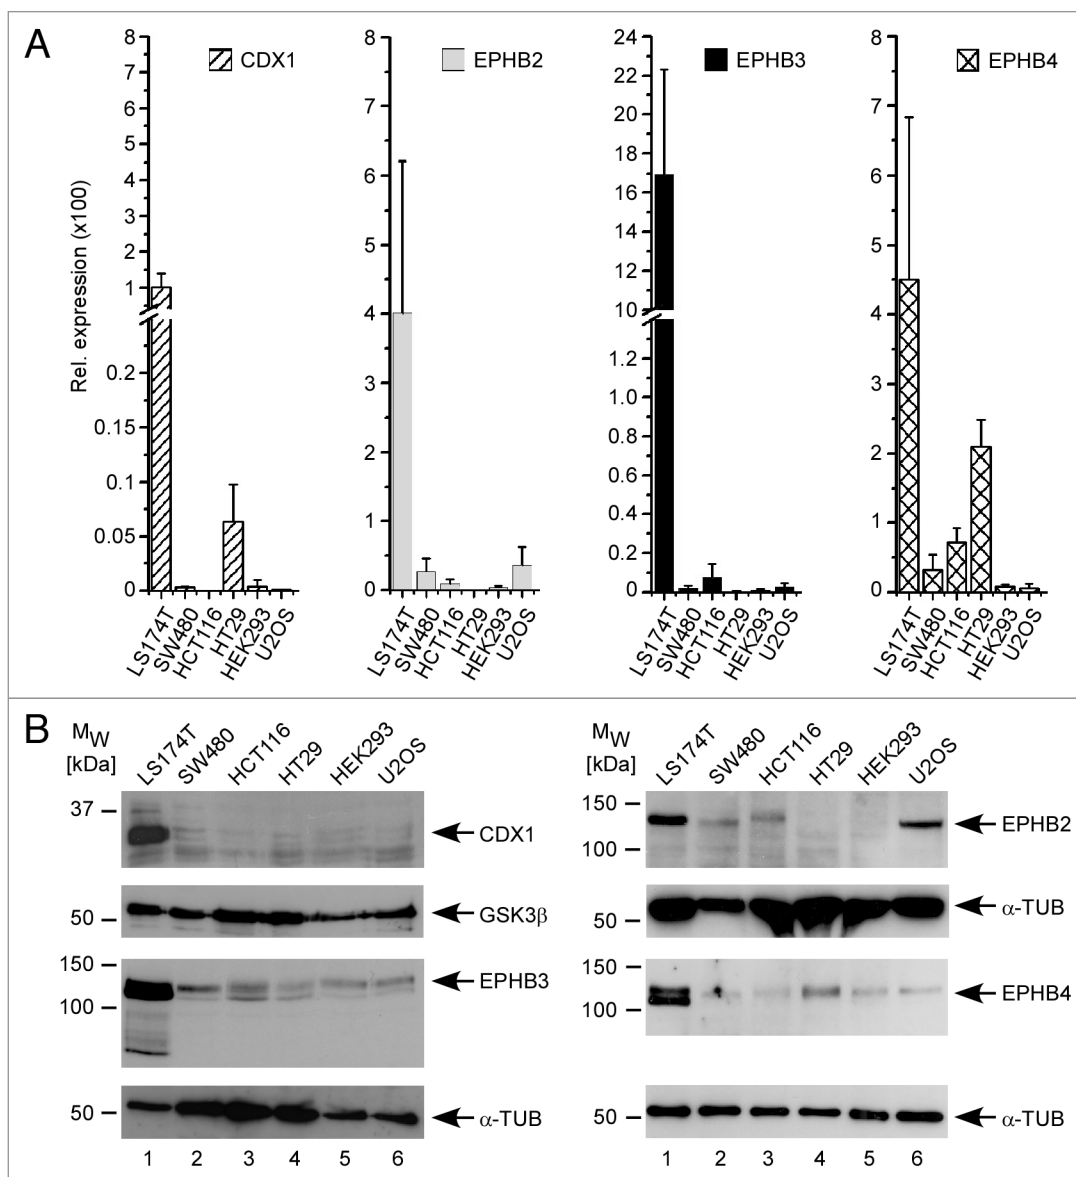 A
Rel. expression (x100)
CDX1
8
7
6
5
4
3
2
1
0.2
0.15
0.1
0.05
0
LS174T
SW480
HCT116
HT29
HEK293
U2OS
EPHB2
8
7
6
5
4
3
2
1
0
LS174T
SW480
HCT116
HT29
HEK293
U2OS
EPHB3
24
22
20
18
16
14
12
10
1.2
1.0
0.8
0.6
0.4
0.2
0
LS174T
SW480
HCT116
HT29
HEK293
U2OS
EPHB4
8
7
6
5
4
3
2
1
0
LS174T
SW480
HCT116
HT29
HEK293
U2OS
B
MW
[kDa]
LS174T
SW480
HCT116
HT29
HEK293
U2OS
37
CDX1
50
GSK3β
150
EPHB3
100
50
α-TUB
1 2 3 4 5 6
MW
[kDa]
LS174T
SW480
HCT116
HT29
HEK293
U2OS
150
EPHB2
100
α-TUB
50
150
EPHB4
100
50
α-TUB
1 2 3 4 5 6